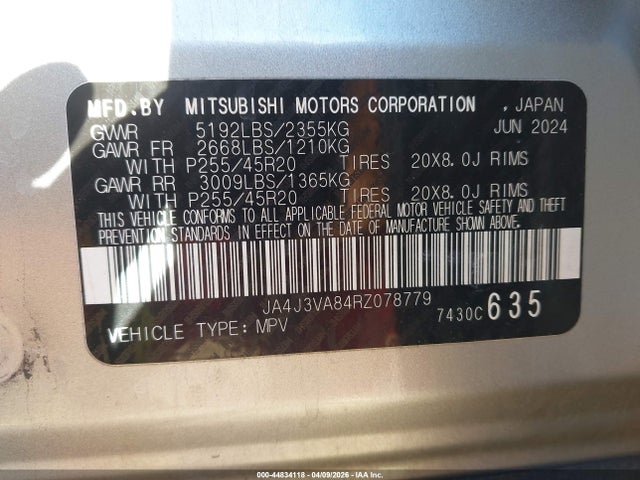 MFD.BY MITSUBISHI MOTORS CORPORATION , JAPAN
GVWR 5192LBS/2355KG JUN 2024
GAWR FR 2668LBS/1210KG
WITH P255/45R20 TIRES 20X8.0J RIMS
GAWR RR 3009LBS/1365KG
WITH P255/45R20 TIRES 20X8.0J RIMS
THIS VEHICLE CONFORMS TO ALL APPLICABLE FEDERAL MOTOR VEHICLE SAFETY AND THEFT
PREVENTION STANDARDS IN EFFECT ON THE DATE OF MANUFACTURE SHOWN ABOVE.
JA4J3VA84RZ078779
VEHICLE TYPE: MPV 7430C 635
000-44834118 - 04/09/2026 - IAA Inc.